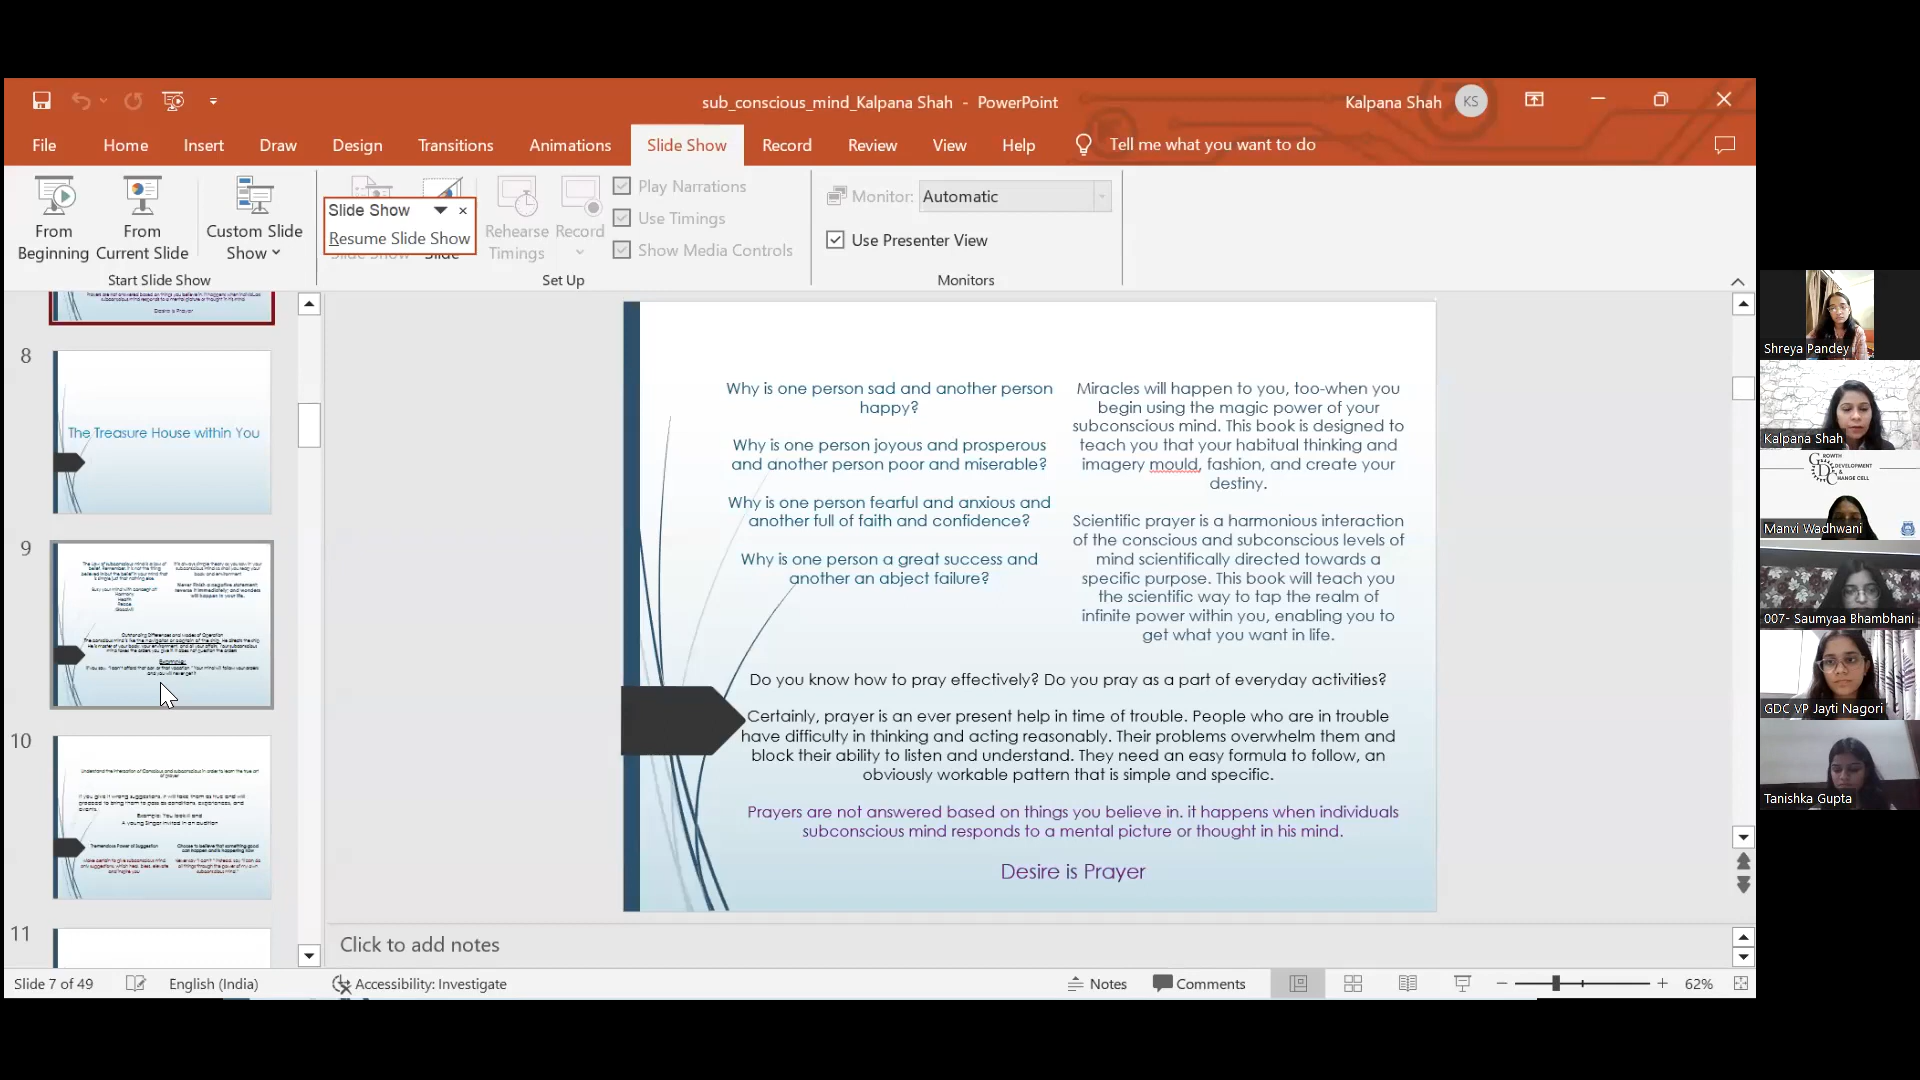 sub_conscious_mind_Kalpana Shah - PowerPoint
Kalpana Shah
KS
File
Home
Insert
Draw
Design
Transitions
Animations
Slide Show
Record
Review
View
Help
Tell me what you want to do
From Beginning
From Current Slide
Custom Slide Show
Start Slide Show
Slide Show
Resume Slide Show
Rehearse Timings
Record
Play Narrations
Use Timings
Show Media Controls
Set Up
Monitor:
Automatic
Use Presenter View
Monitors
Desire is Prayer
8
The Treasure House within You
9
10
11
Why is one person sad and another person
happy?
Why is one person joyous and prosperous
and another person poor and miserable?
Why is one person fearful and anxious and
another full of faith and confidence?
Why is one person a great success and
another an abject failure?
Miracles will happen to you, too-when you
begin using the magic power of your
subconscious mind. This book is designed to
teach you that your habitual thinking and
imagery mould, fashion, and create your
destiny.
Scientific prayer is a harmonious interaction
of the conscious and subconscious levels of
mind scientifically directed towards a
specific purpose. This book will teach you
the scientific way to tap the realm of
infinite power within you, enabling you to
get what you want in life.
Do you know how to pray effectively? Do you pray as a part of everyday activities?
Certainly, prayer is an ever present help in time of trouble. People who are in trouble
have difficulty in thinking and acting reasonably. Their problems overwhelm them and
block their ability to listen and understand. They need an easy formula to follow, an
obviously workable pattern that is simple and specific.
Prayers are not answered based on things you believe in. it happens when individuals
subconscious mind responds to a mental picture or thought in his mind.
Desire is Prayer
Click to add notes
Slide 7 of 49
English (India)
Accessibility: Investigate
Notes
Comments
62%
Shreya Pandey
Kalpana Shah
GROWTH
DEVELOPMENT
&
CHANGE CELL
Manvi Wadhwani
007- Saumyaa Bhambhani
GDC VP Jayti Nagori
Tanishka Gupta